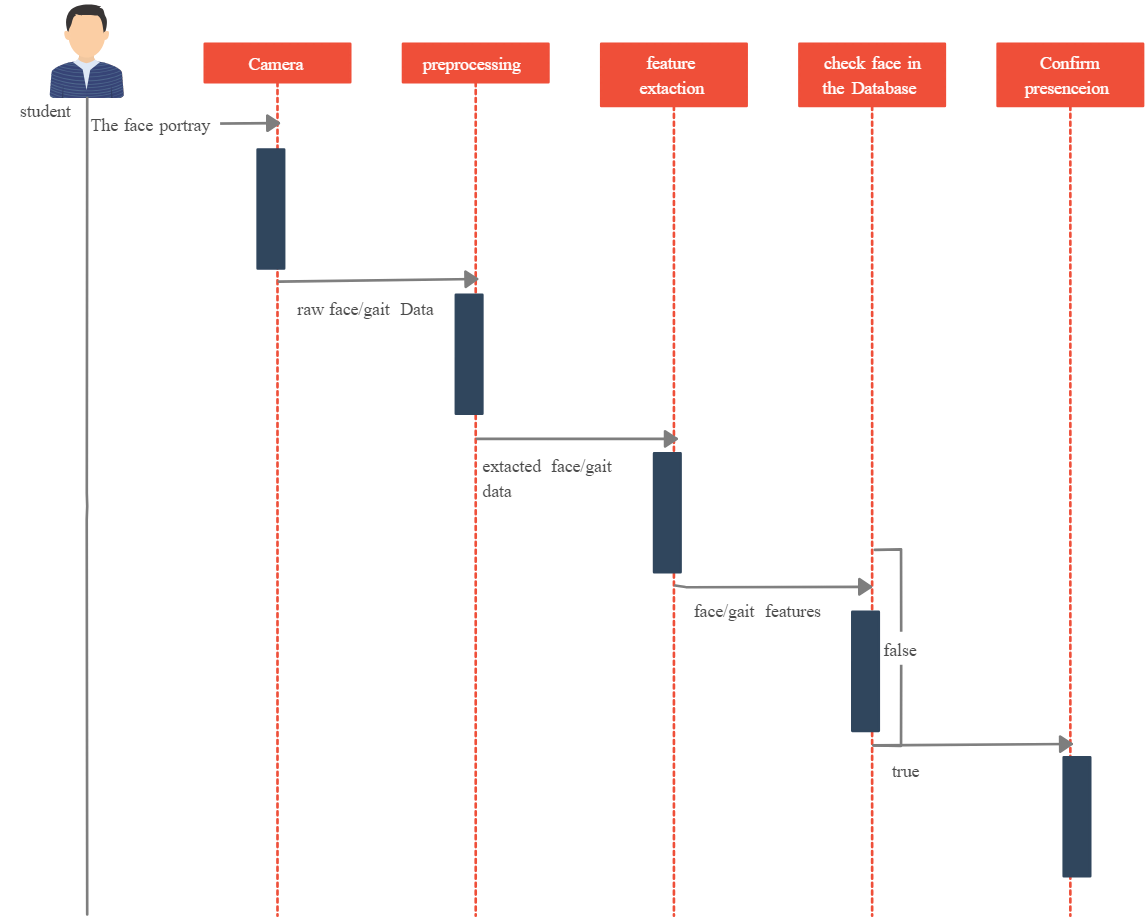 Camera
preprocessing
feature
extaction
check face in
the Database
Confirm
presenceion
student
The face portray
raw face/gait Data
extacted face/gait
data
face/gait features
false
true